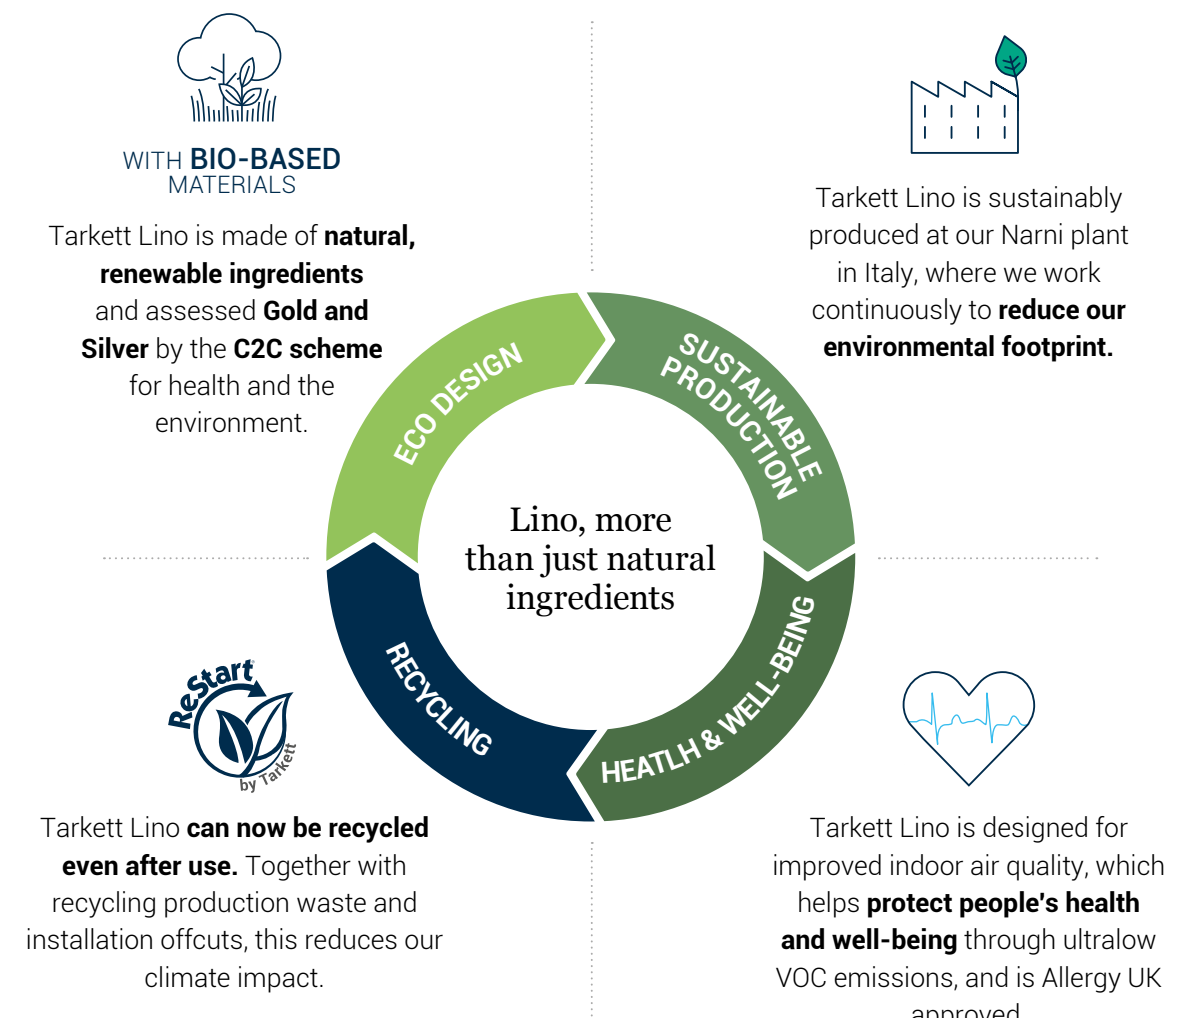 WITH BIO-BASED
MATERIALS
Tarkett Lino is made of natural,
renewable ingredients
and assessed Gold and
Silver by the C2C scheme
for health and the
environment.
Tarkett Lino is sustainably
produced at our Narni plant
in Italy, where we work
continuously to reduce our
environmental footprint.
ECO DESIGN
SUSTAINABLE
PRODUCTION
Lino, more
than just natural
ingredients
RECYCLING
HEATLH & WELL-BEING
ReStart
by Tarkett
Tarkett Lino can now be recycled
even after use. Together with
recycling production waste and
installation offcuts, this reduces our
climate impact.
Tarkett Lino is designed for
improved indoor air quality, which
helps protect people's health
and well-being through ultralow
VOC emissions, and is Allergy UK
approved